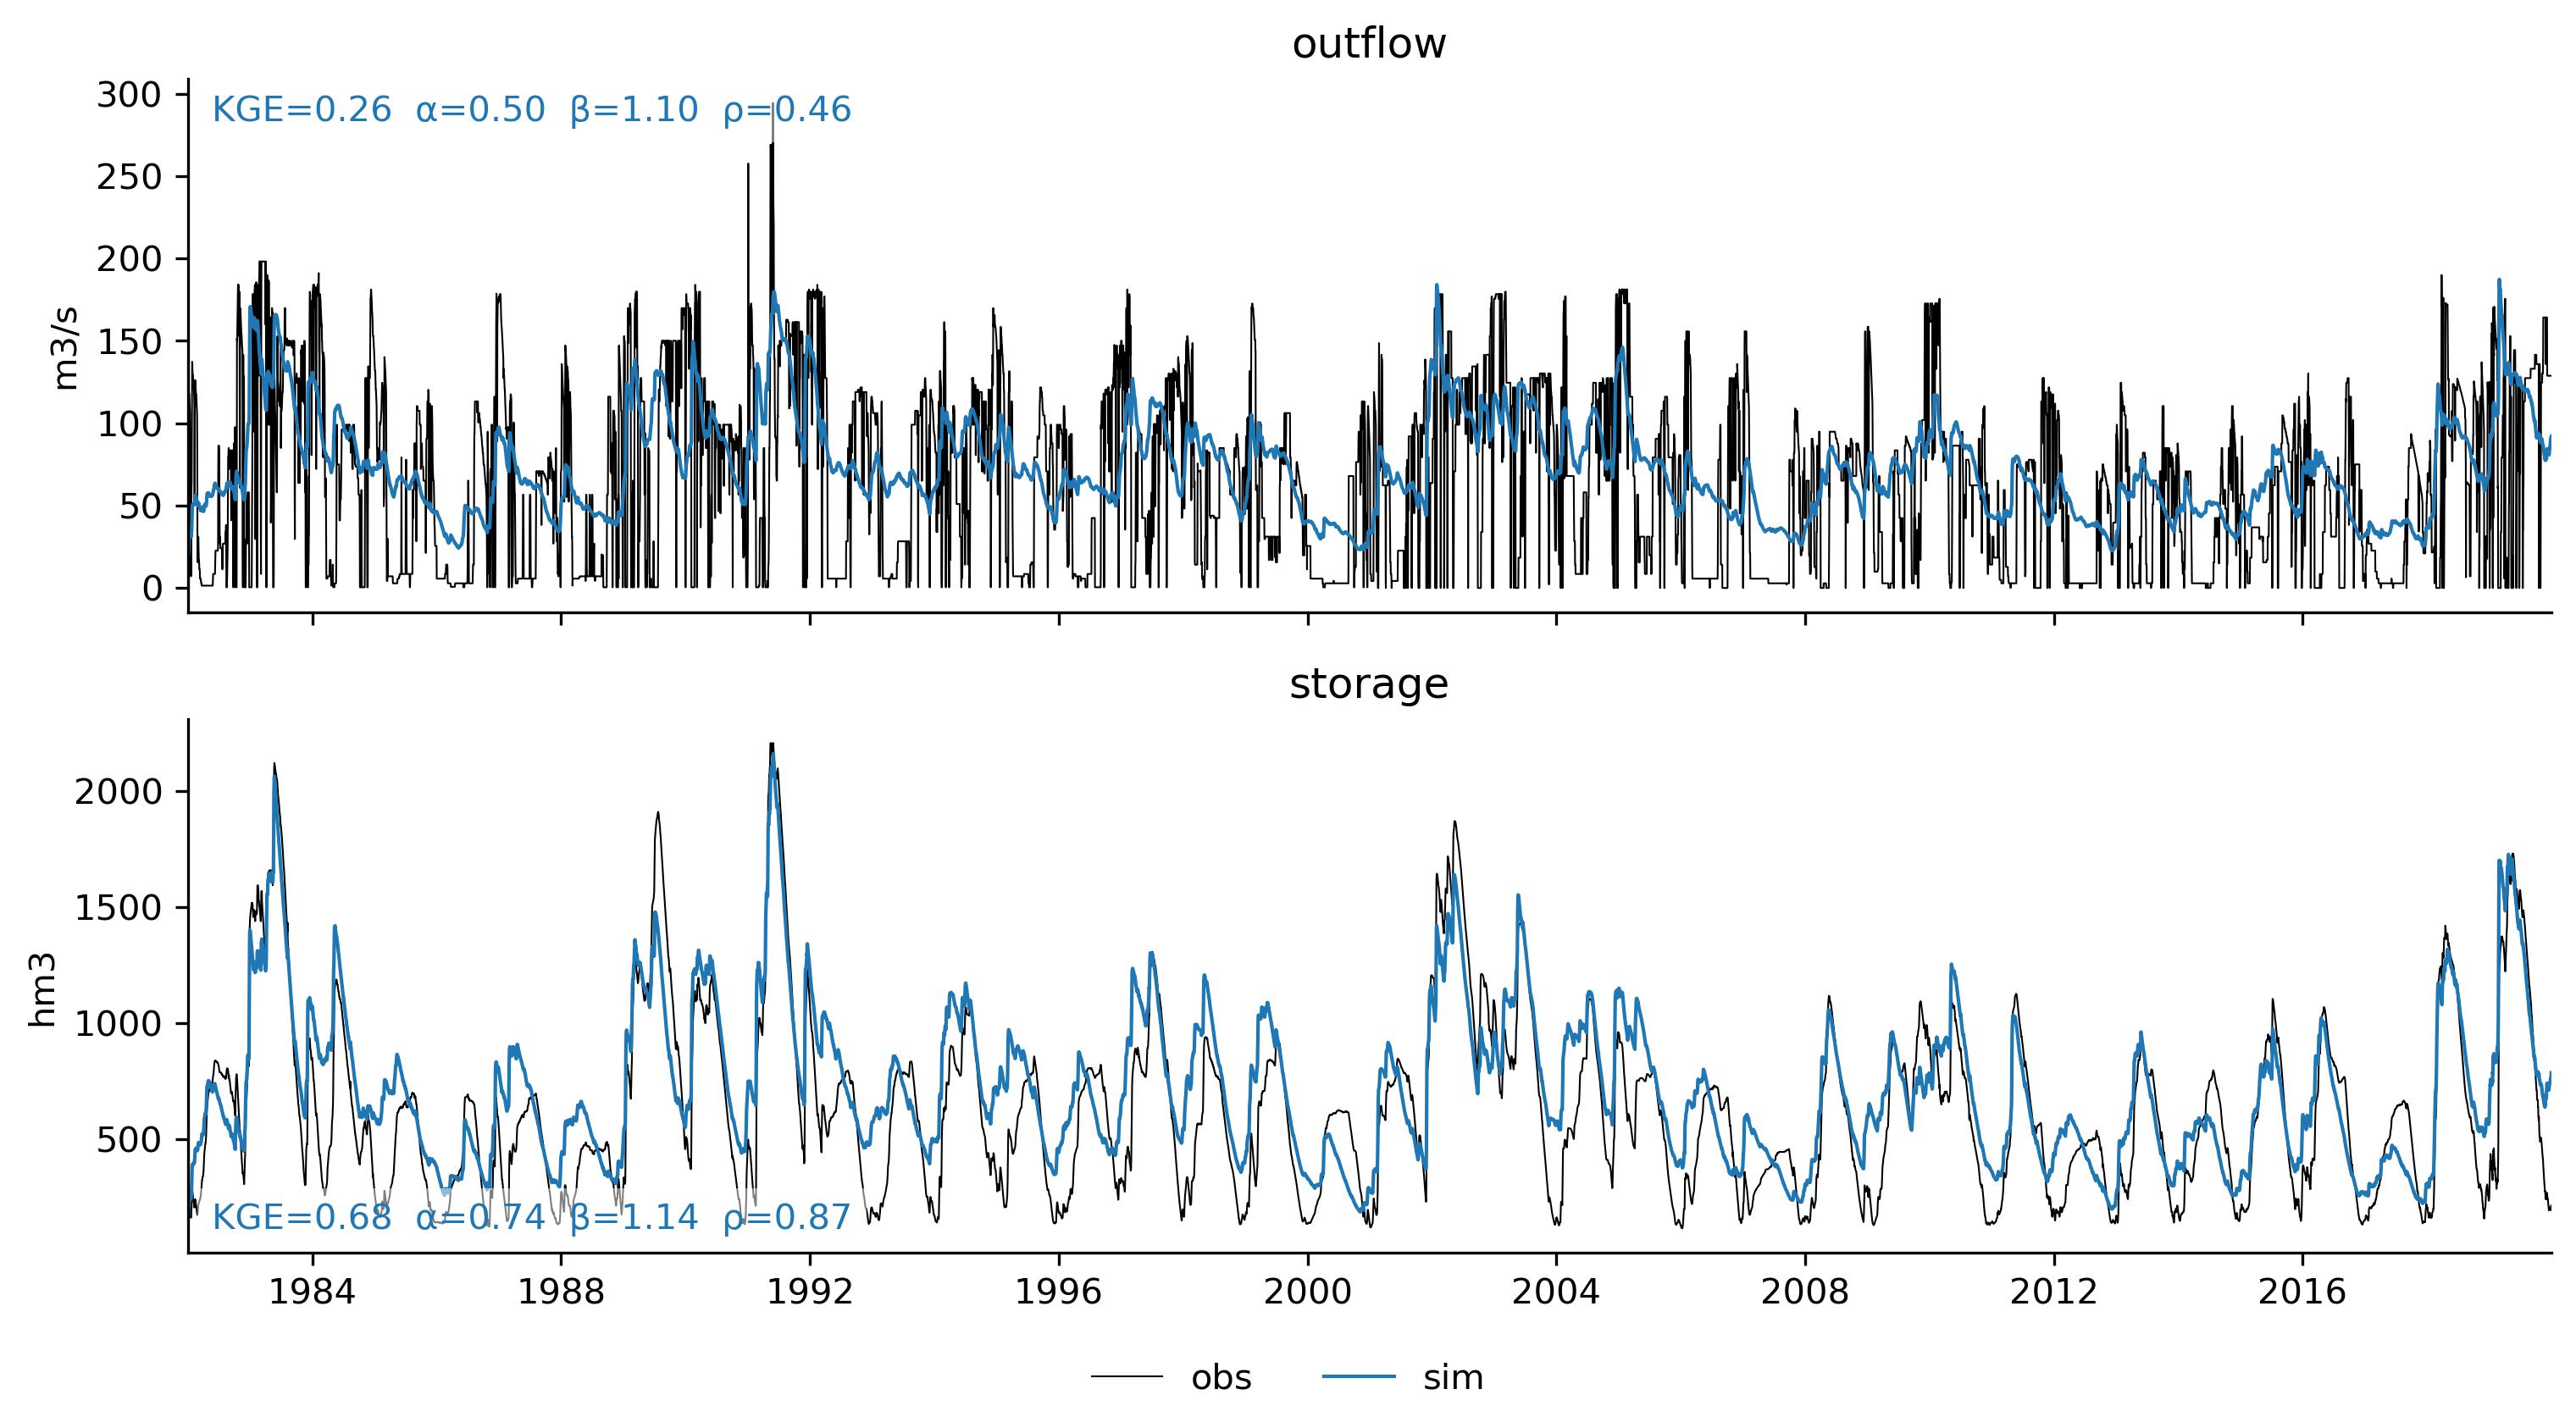 outflow
300
250
200
150
100
50
0
m3/s
KGE=0.26 α=0.50 β=1.10 ρ=0.46
storage
2000
1500
1000
500
hm3
KGE=0.68 α=0.74 β=1.14 ρ=0.87
1984 1988 1992 1996 2000 2004 2008 2012 2016
obs sim